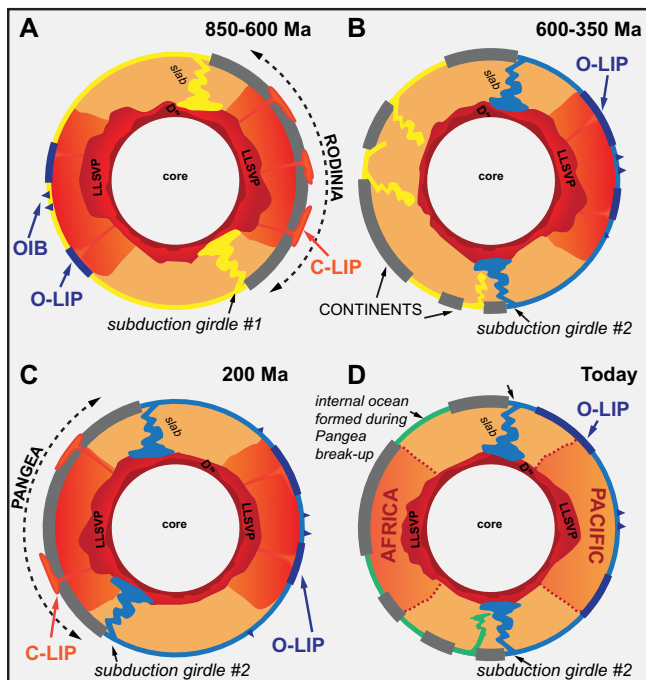 A
850-600 Ma
slab
D"
LLSVP
core
LLSVP
RODINIA
OIB
O-LIP
C-LIP
subduction girdle #1
B
600-350 Ma
O-LIP
slab
D"
LLSVP
core
CONTINENTS
subduction girdle #2
C
200 Ma
PANGEA
slab
D"
LLSVP
core
LLSVP
C-LIP
O-LIP
subduction girdle #2
D
Today
internal ocean
formed during
Pangea
break-up
O-LIP
slab
D"
AFRICA
LLSVP
core
LLSVP
PACIFIC
subduction girdle #2